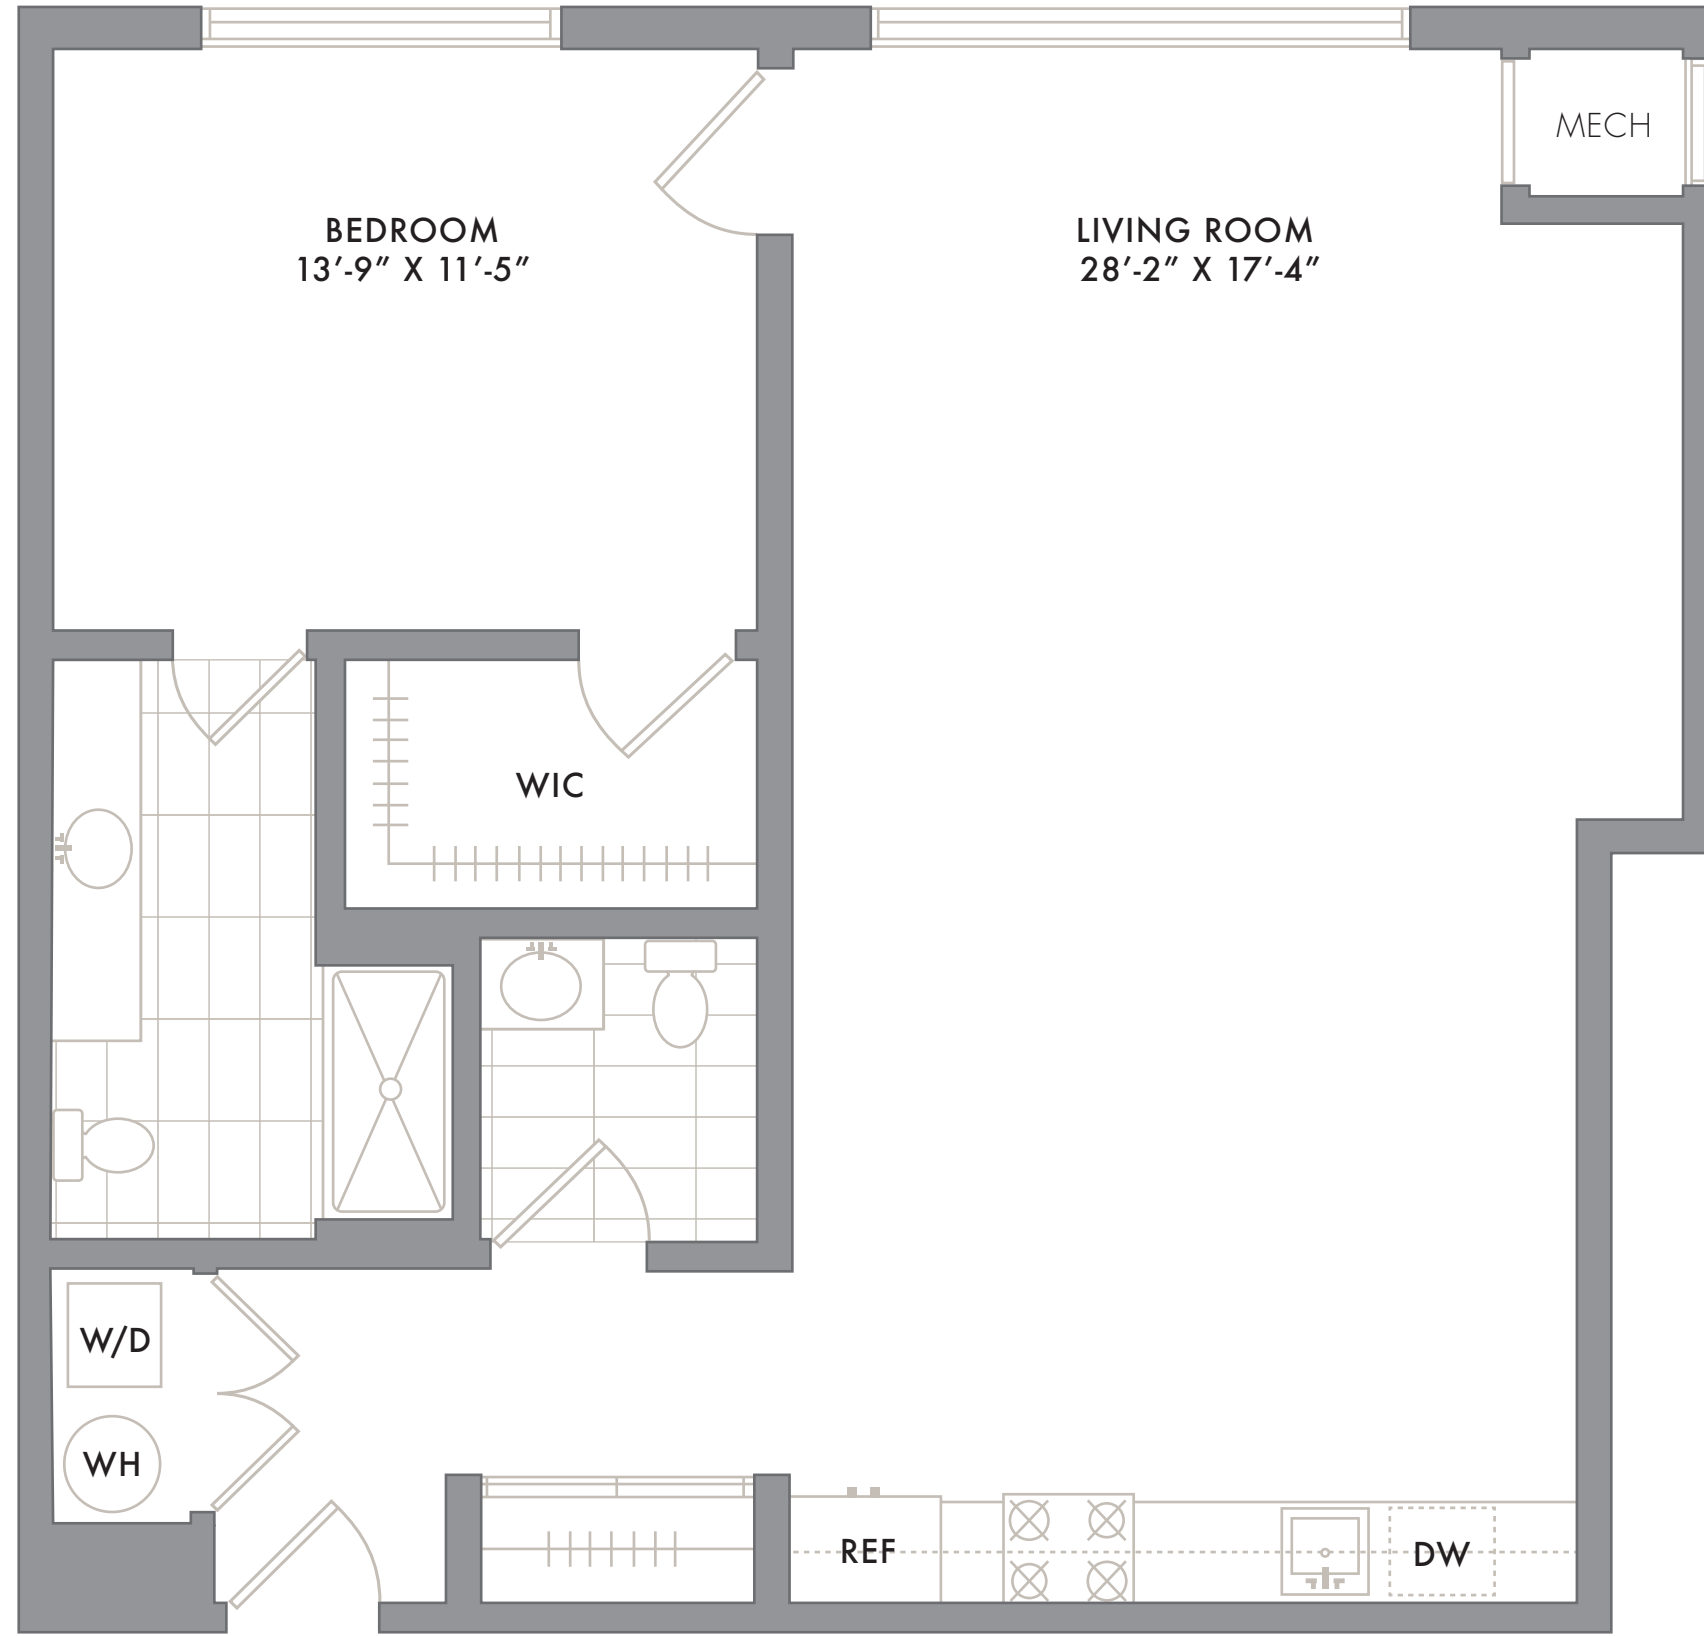 MECH
BEDROOM
13′-9″ X 11′-5″
LIVING ROOM
28′-2″ X 17′-4″
WIC
W/D
WH
REF
DW